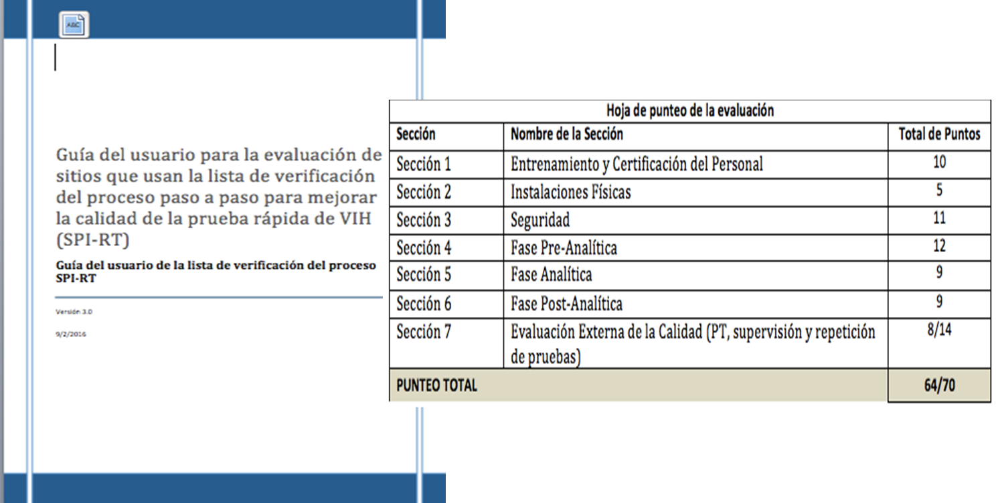 ABC
Guía del usuario para la evaluación de
sitios que usan la lista de verificación
del proceso paso a paso para mejorar
la calidad de la prueba rápida de VIH
(SPI-RT)
Guía del usuario de la lista de verificación del proceso
SPI-RT
Versión 3.0
9/2/2016
Hoja de punteo de la evaluación
Sección Nombre de la Sección Total de Puntos
Sección 1 Entrenamiento y Certificación del Personal 10
Sección 2 Instalaciones Físicas 5
Sección 3 Seguridad 11
Sección 4 Fase Pre-Analítica 12
Sección 5 Fase Analítica 9
Sección 6 Fase Post-Analítica 9
Sección 7 Evaluación Externa de la Calidad (PT, supervisión y repetición 8/14
de pruebas)
PUNTEO TOTAL 64/70